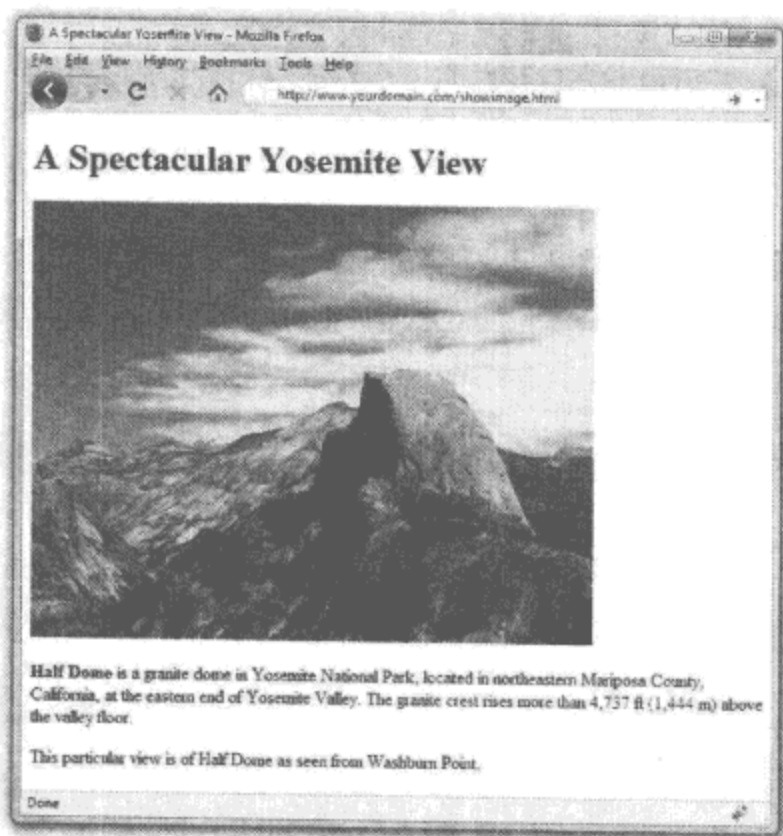 A Spectacular Yosemite View - Mozilla Firefox
File Edit View History Bookmarks Tools Help
http://www.yourdomain.com/showimage.html
A Spectacular Yosemite View
Half Dome is a granite dome in Yosemite National Park, located in northeastern Mariposa County,
California, at the eastern end of Yosemite Valley. The granite crest rises more than 4,737 ft (1,444 m) above
the valley floor.
This particular view is of Half Dome as seen from Washburn Point.
Done